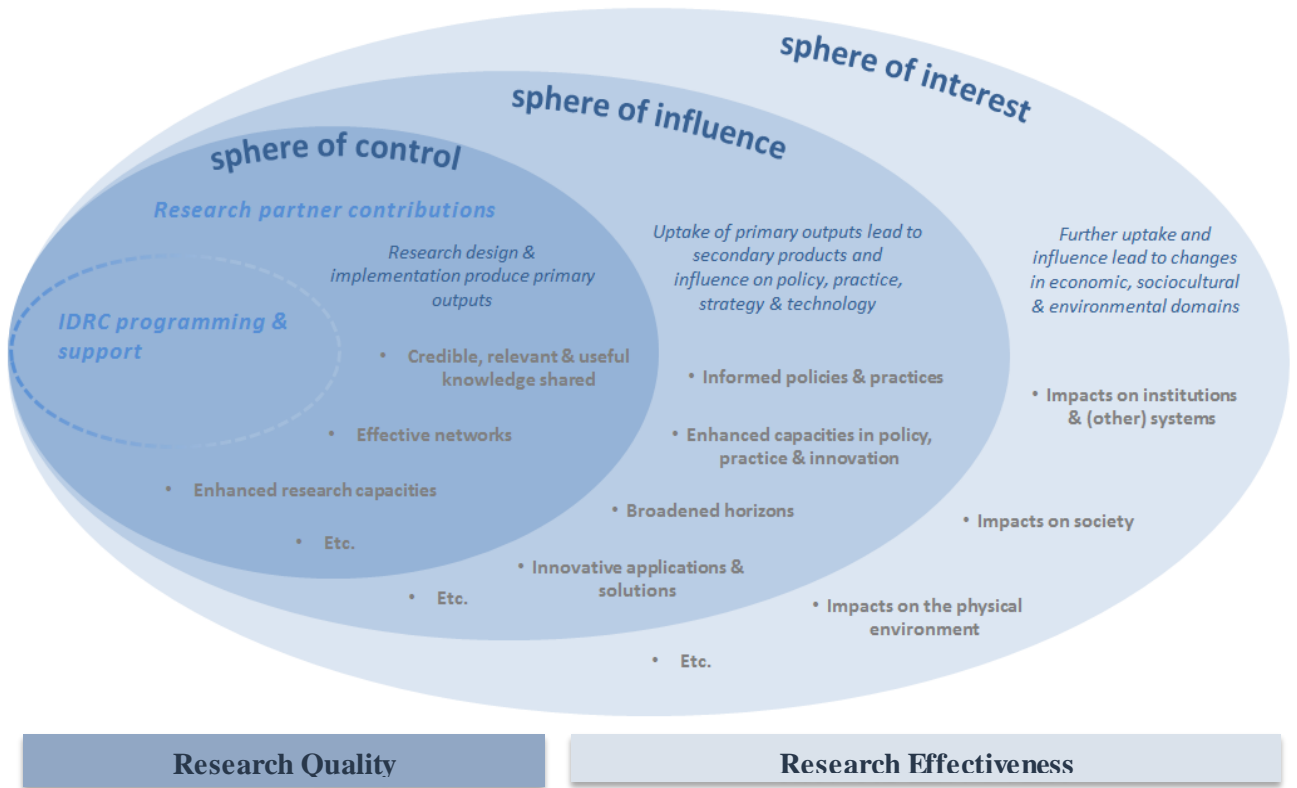 sphere of interest
sphere of influence
sphere of control
Research partner contributions
Research design &
implementation produce primary
outputs
IDRC programming &
support
• Credible, relevant & useful
knowledge shared
• Effective networks
• Enhanced research capacities
• Etc.
Uptake of primary outputs lead to
secondary products and
influence on policy, practice,
strategy & technology
• Informed policies & practices
• Enhanced capacities in policy,
practice & innovation
• Broadened horizons
• Innovative applications &
solutions
• Etc.
Further uptake and
influence lead to changes
in economic, sociocultural
& environmental domains
• Impacts on institutions
& (other) systems
• Impacts on society
• Impacts on the physical
environment
• Etc.
Research Quality
Research Effectiveness